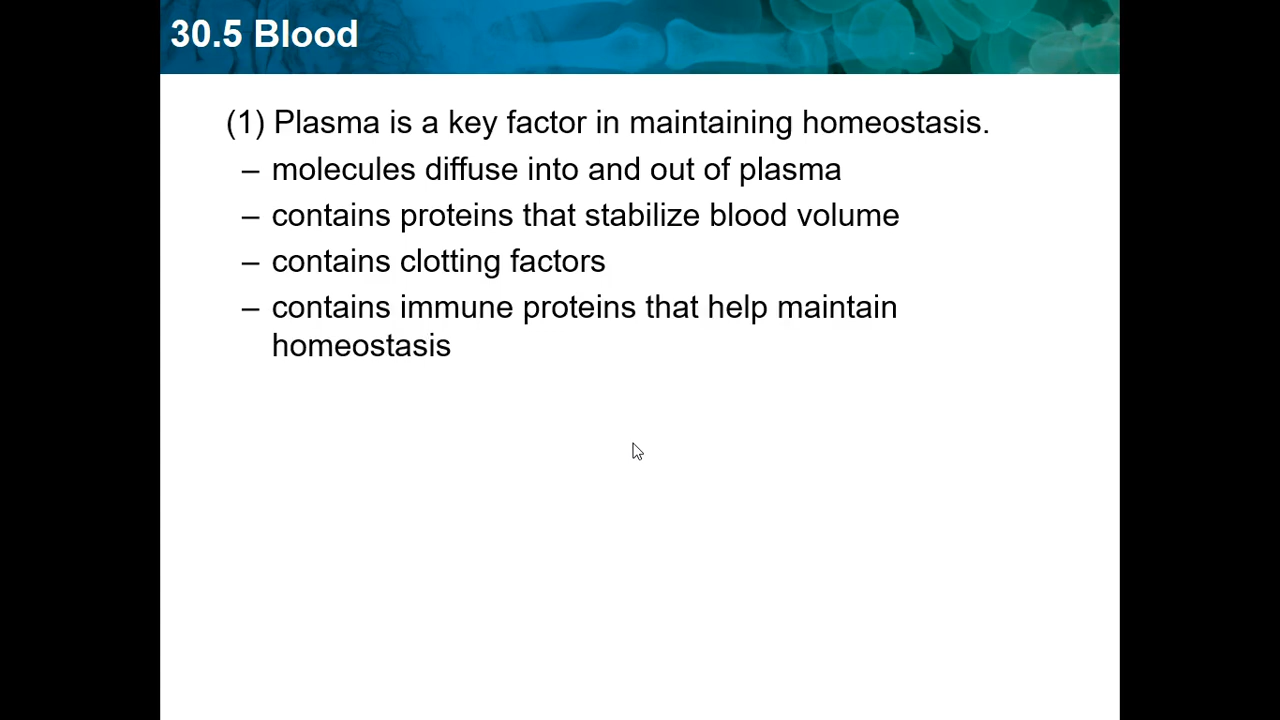 30.5 Blood
(1) Plasma is a key factor in maintaining homeostasis.
– molecules diffuse into and out of plasma
– contains proteins that stabilize blood volume
– contains clotting factors
– contains immune proteins that help maintain
homeostasis